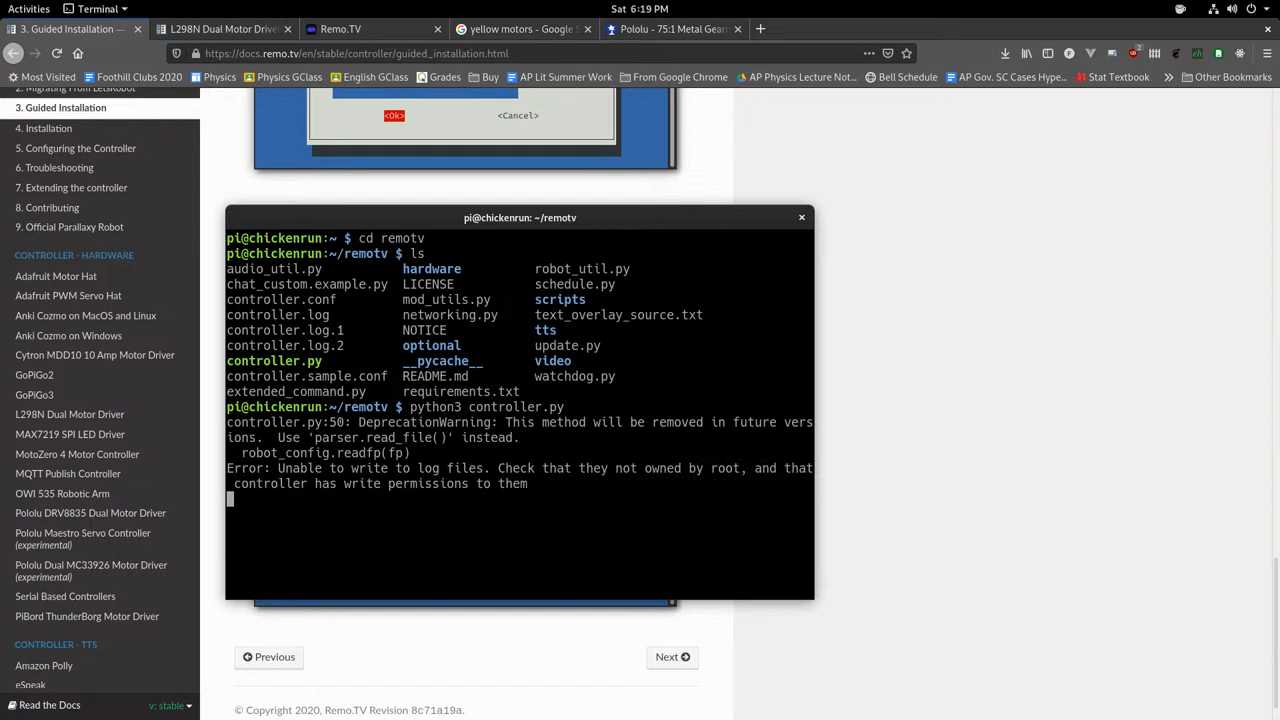 Activities
Terminal
Sat 6:19 PM
3. Guided Installation —
L298N Dual Motor Driver
Remo.TV
yellow motors - Google S
Pololu - 75:1 Metal Gearm
https://docs.remo.tv/en/stable/controller/guided_installation.html
Most Visited
Foothill Clubs 2020
Physics
Physics GClass
English GClass
Grades
Buy
AP Lit Summer Work
From Google Chrome
AP Physics Lecture Not…
Bell Schedule
AP Gov. SC Cases Hype…
Stat Textbook
Other Bookmarks
2. Migrating From LetsRobot
3. Guided Installation
4. Installation
5. Configuring the Controller
6. Troubleshooting
7. Extending the controller
8. Contributing
9. Official Parallaxy Robot
CONTROLLER - HARDWARE
Adafruit Motor Hat
Adafruit PWM Servo Hat
Anki Cozmo on MacOS and Linux
Anki Cozmo on Windows
Cytron MDD10 10 Amp Motor Driver
GoPiGo2
GoPiGo3
L298N Dual Motor Driver
MAX7219 SPI LED Driver
MotoZero 4 Motor Controller
MQTT Publish Controller
OWI 535 Robotic Arm
Pololu DRV8835 Dual Motor Driver
Pololu Maestro Servo Controller
(experimental)
Pololu Dual MC33926 Motor Driver
(experimental)
Serial Based Controllers
PiBord ThunderBorg Motor Driver
CONTROLLER - TTS
Amazon Polly
eSpeak
Read the Docs
v: stable
<Ok>
<Cancel>
pi@chickenrun: ~/remotv
pi@chickenrun:~ $ cd remotv
pi@chickenrun:~/remotv $ ls
audio_util.py hardware robot_util.py
chat_custom.example.py LICENSE schedule.py
controller.conf mod_utils.py scripts
controller.log networking.py text_overlay_source.txt
controller.log.1 NOTICE tts
controller.log.2 optional update.py
controller.py __pycache__ video
controller.sample.conf README.md watchdog.py
extended_command.py requirements.txt
pi@chickenrun:~/remotv $ python3 controller.py
controller.py:50: DeprecationWarning: This method will be removed in future vers
ions. Use 'parser.read_file()' instead.
robot_config.readfp(fp)
Error: Unable to write to log files. Check that they not owned by root, and that
controller has write permissions to them
Previous
Next
© Copyright 2020, Remo.TV Revision 8c71a19a.